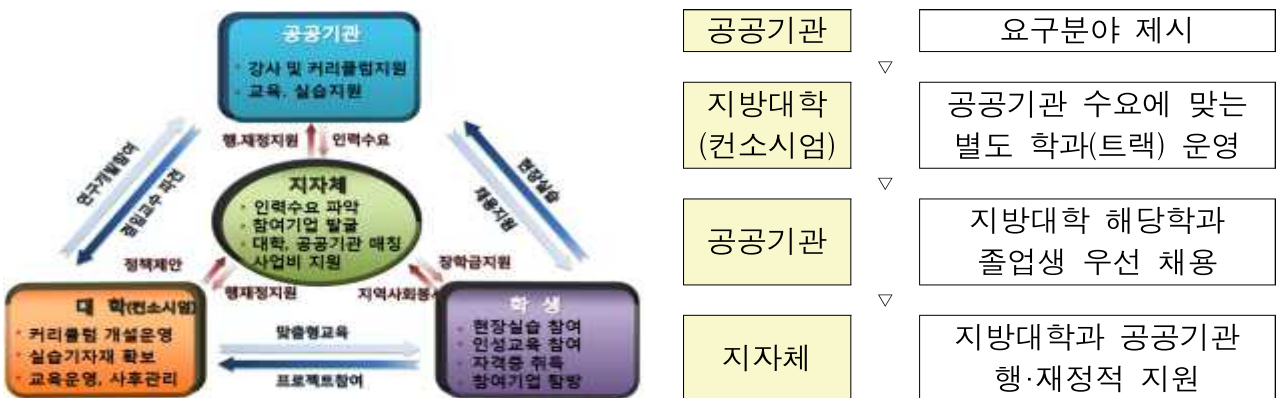 공공기관
· 강사 및 커리큘럼지원
· 교육, 실습지원
행.재정지원
인력수요
연구개발참여
겸임교수 파견
현장실습
채용지원
지자체
· 인력수요 파악
· 참여기업 발굴
· 대학, 공공기관 매칭
· 사업비 지원
정책제안
행재정지원
장학금지원
지역사회봉사
대 학(컨소시엄)
· 커리큘럼 개설운영
· 실습기자재 확보
· 교육운영, 사후관리
맞춤형교육
프로젝트참여
학 생
· 현장실습 참여
· 인성교육 참여
· 자격증 취득
· 참여기업 탐방
공공기관
요구분야 제시
▽
지방대학
(컨소시엄)
공공기관 수요에 맞는
별도 학과(트랙) 운영
▽
공공기관
지방대학 해당학과
졸업생 우선 채용
▽
지자체
지방대학과 공공기관
행·재정적 지원